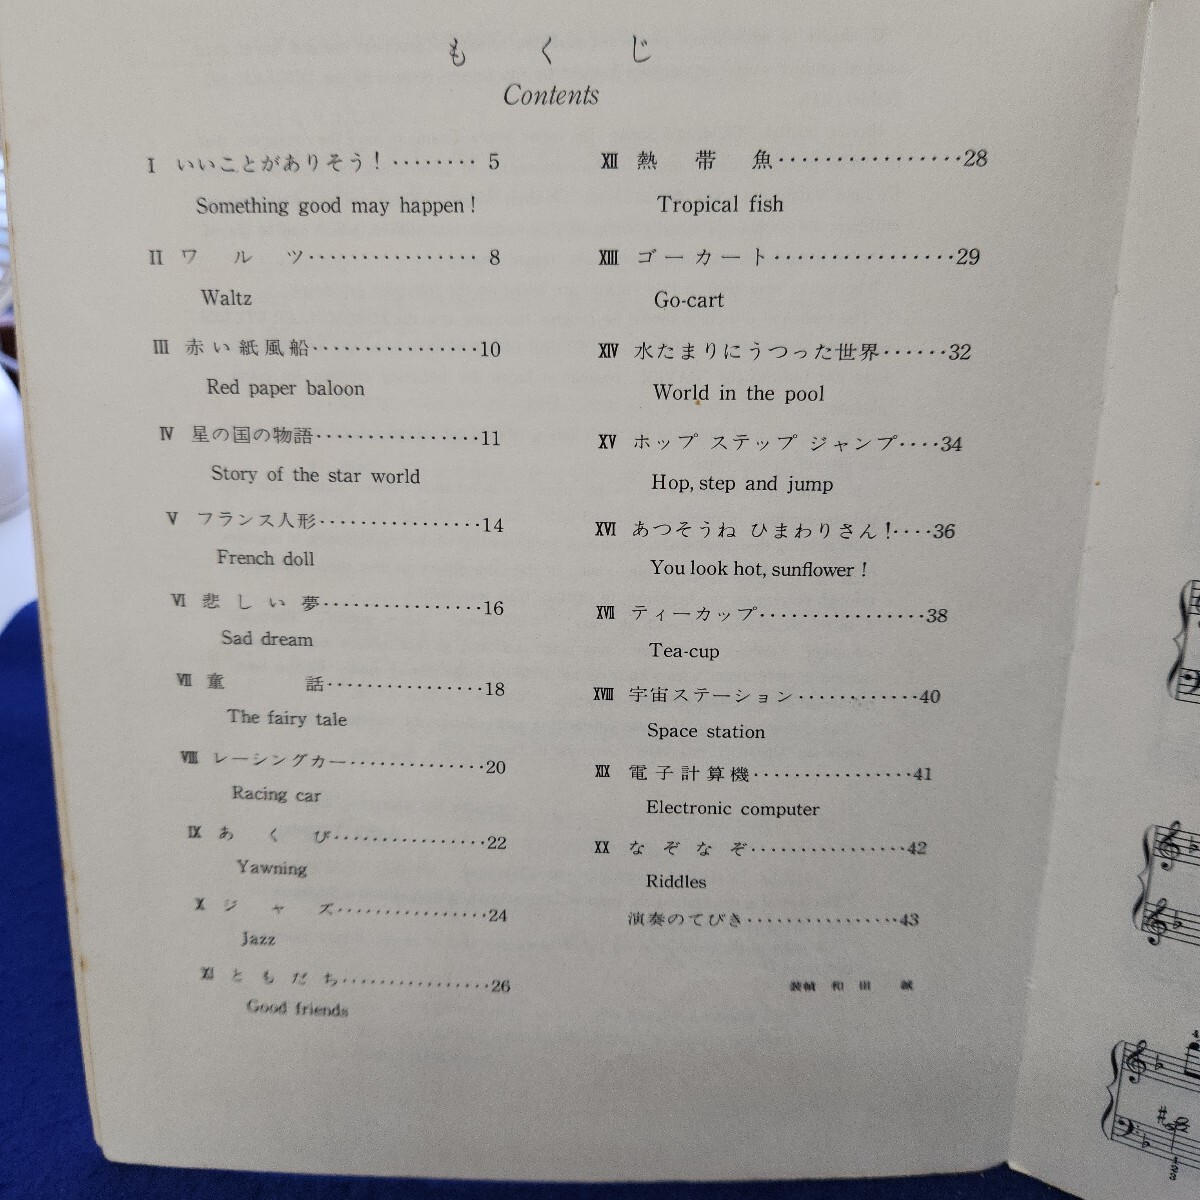 もくじ
Contents
I いいことがありそう！‥‥‥‥ 5
Something good may happen !
II ワルツ‥‥‥‥‥‥‥‥ 8
Waltz
III 赤い紙風船‥‥‥‥‥‥‥‥10
Red paper baloon
IV 星の国の物語‥‥‥‥‥‥‥‥11
Story of the star world
V フランス人形‥‥‥‥‥‥‥‥14
French doll
VI 悲しい夢‥‥‥‥‥‥‥‥16
Sad dream
VII 童話‥‥‥‥‥‥‥‥18
The fairy tale
VIII レーシングカー‥‥‥‥‥‥‥20
Racing car
IX あくび‥‥‥‥‥‥‥‥22
Yawning
X ジャズ‥‥‥‥‥‥‥‥24
Jazz
XI ともだち‥‥‥‥‥‥‥‥26
Good friends
XII 熱帯魚‥‥‥‥‥‥‥‥28
Tropical fish
XIII ゴーカート‥‥‥‥‥‥‥‥29
Go-cart
XIV 水たまりにうつった世界‥‥‥32
World in the pool
XV ホップ ステップ ジャンプ‥‥34
Hop, step and jump
XVI あつそうね ひまわりさん！‥‥36
You look hot, sunflower !
XVII ティーカップ‥‥‥‥‥‥‥‥38
Tea-cup
XVIII 宇宙ステーション‥‥‥‥‥‥40
Space station
XIX 電子計算機‥‥‥‥‥‥‥‥41
Electronic computer
XX なぞなぞ‥‥‥‥‥‥‥‥42
Riddles
演奏のてびき‥‥‥‥‥‥‥‥43
装幀 和田 誠